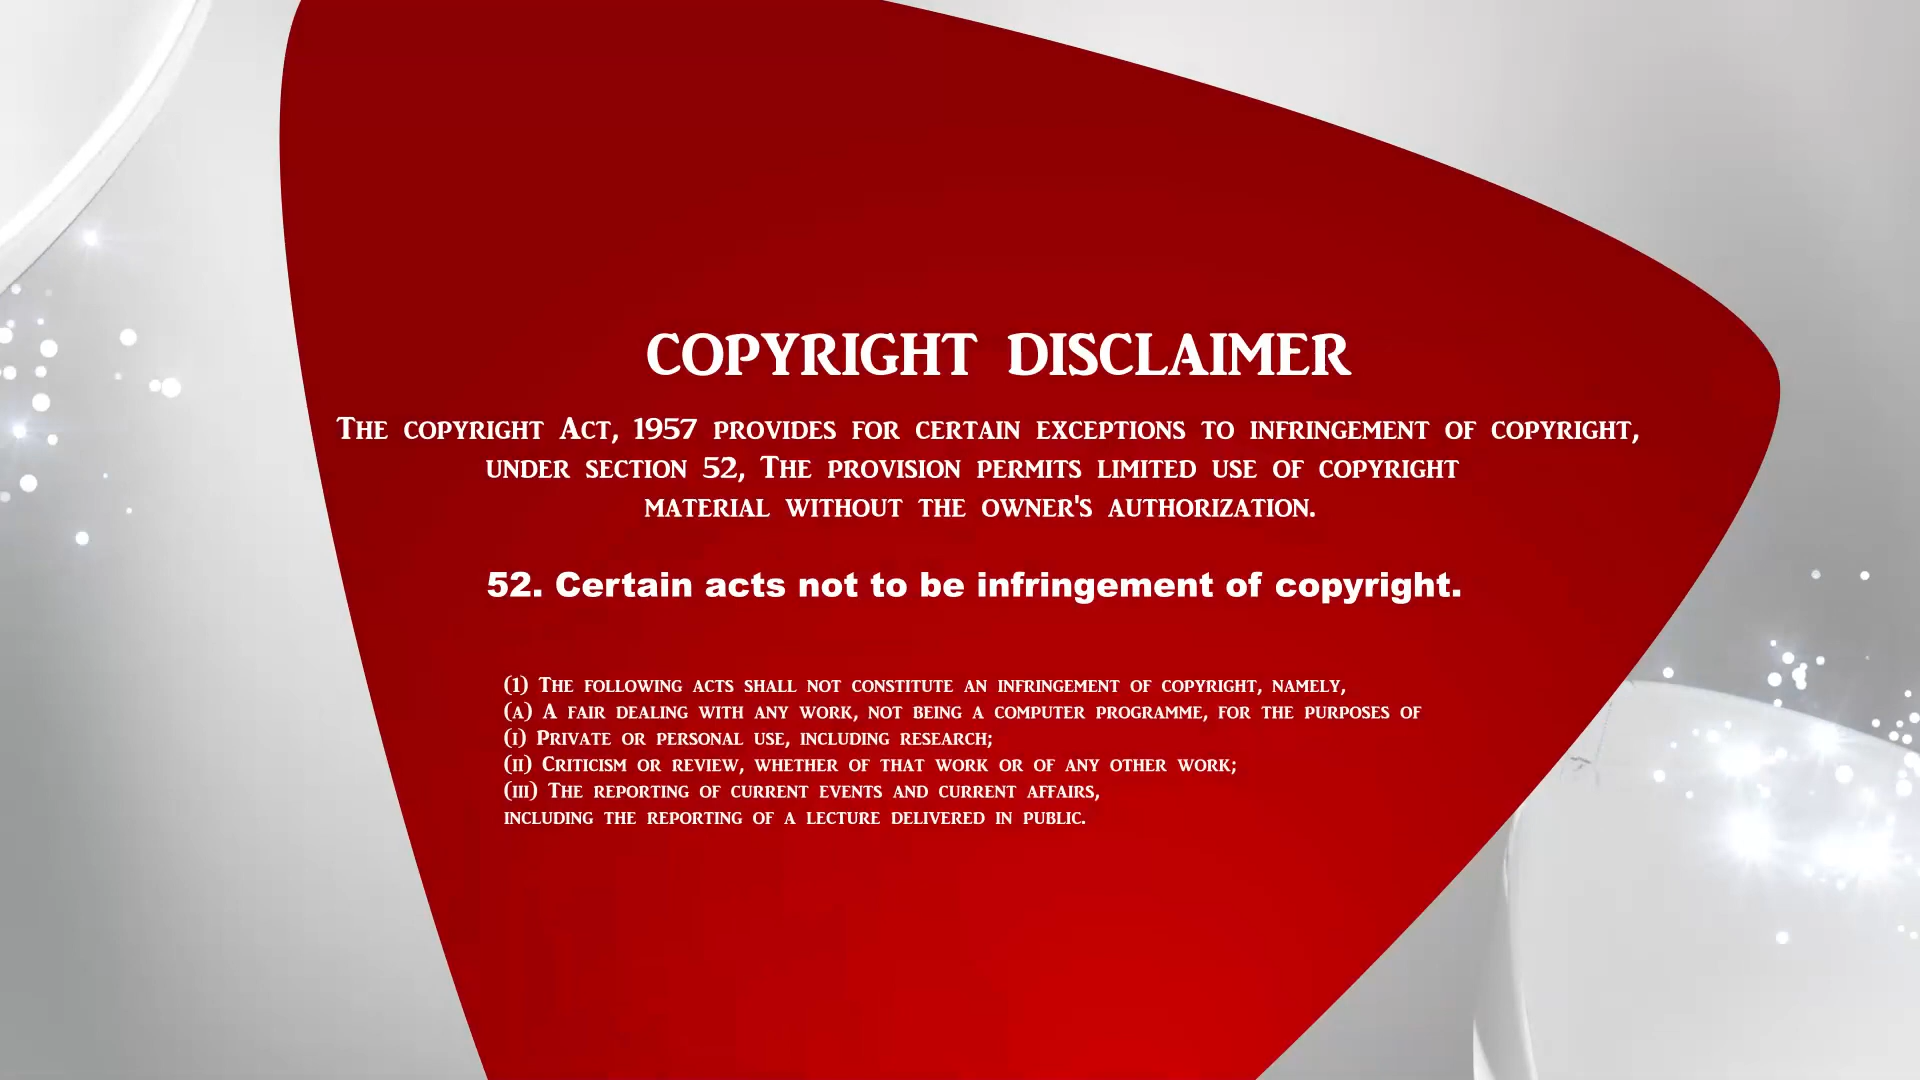 COPYRIGHT DISCLAIMER
The copyright Act, 1957 provides for certain exceptions to infringement of copyright,
under section 52, The provision permits limited use of copyright
material without the owner's authorization.
52. Certain acts not to be infringement of copyright.
(1) The following acts shall not constitute an infringement of copyright, namely,
(a) A fair dealing with any work, not being a computer programme, for the purposes of
(i) Private or personal use, including research;
(ii) Criticism or review, whether of that work or of any other work;
(iii) The reporting of current events and current affairs,
including the reporting of a lecture delivered in public.